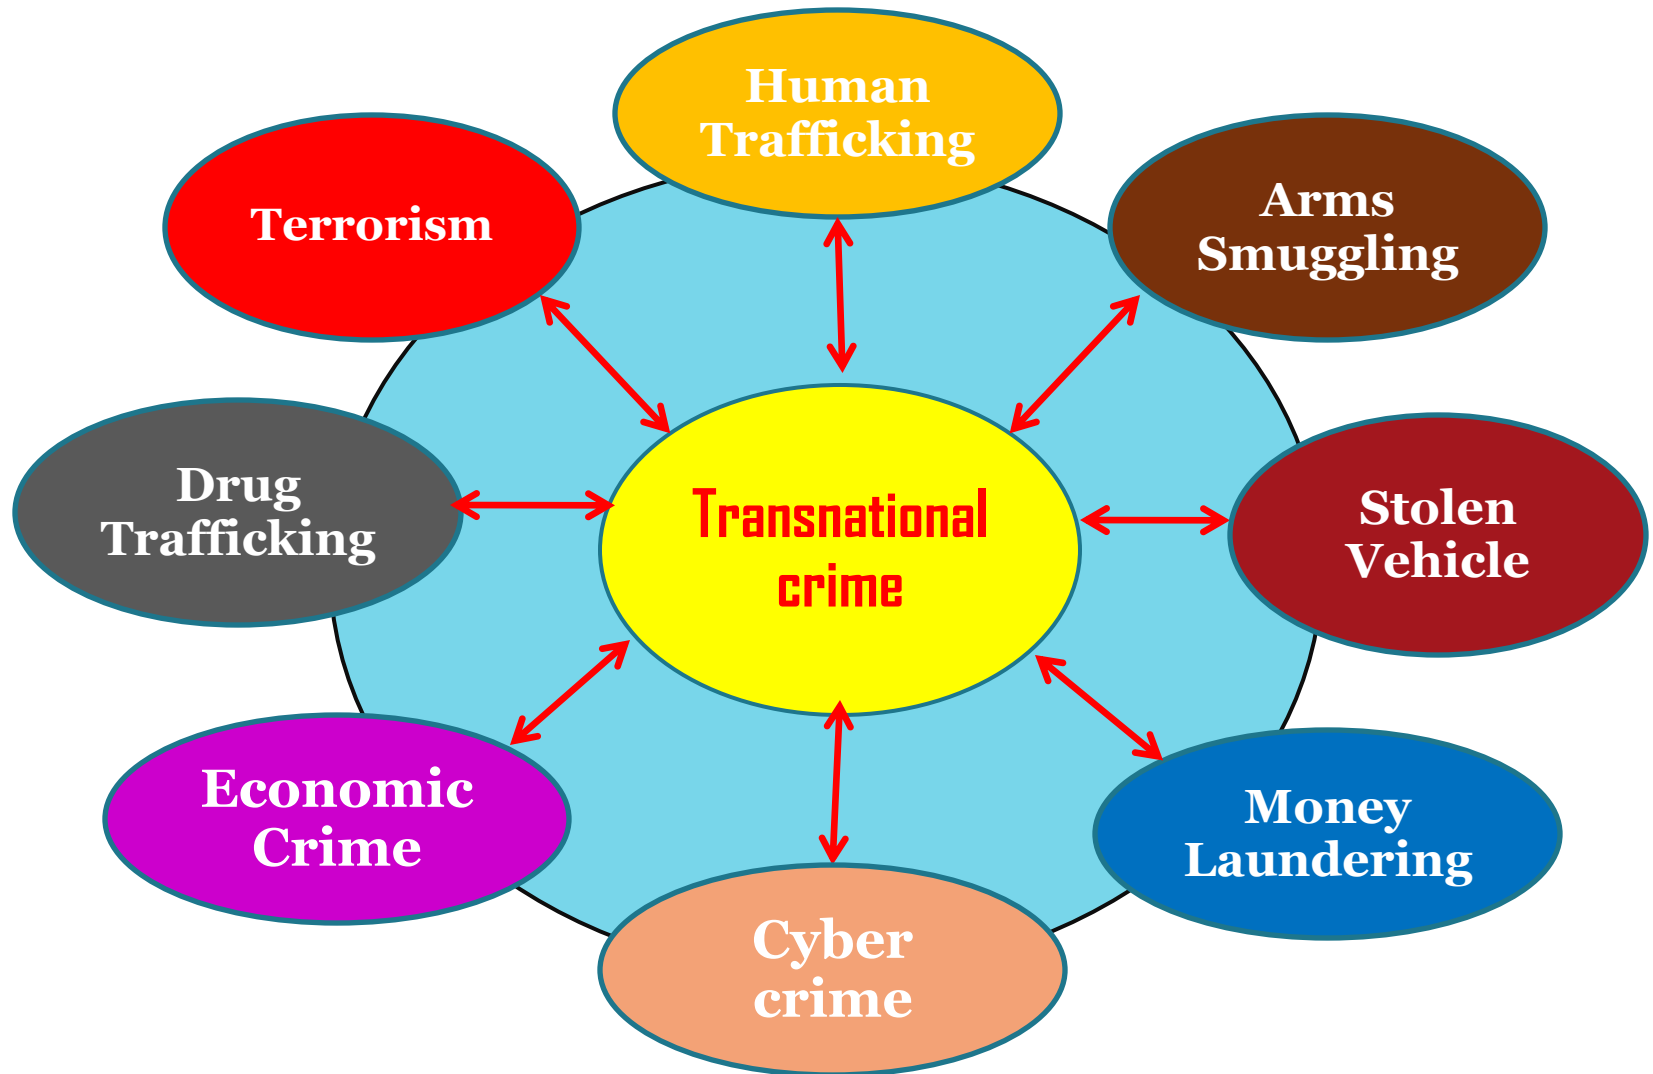 Human
Trafficking
Terrorism
Arms
Smuggling
Drug
Trafficking
Transnational
crime
Stolen
Vehicle
Economic
Crime
Money
Laundering
Cyber
crime